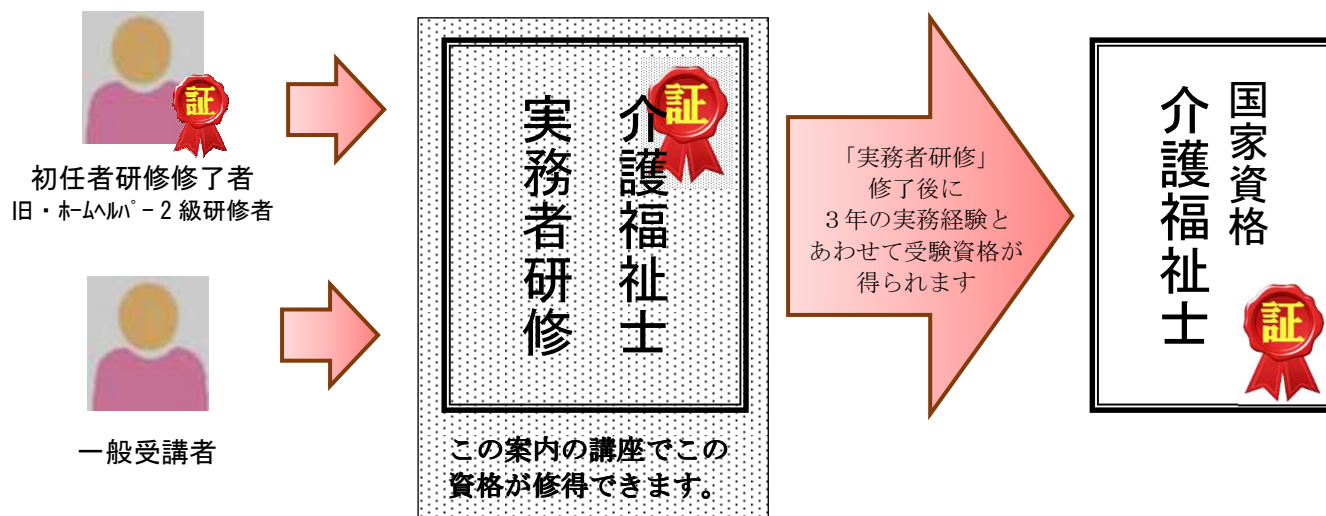 証
初任者研修修了者
旧・ﾎｰﾑﾍﾙﾊﾟｰ２級研修者
一般受講者
証
介護福祉士
実務者研修
この案内の講座でこの
資格が修得できます。
「実務者研修」
修了後に
３年の実務経験と
あわせて受験資格が
得られます
国家資格
介護福祉士
証